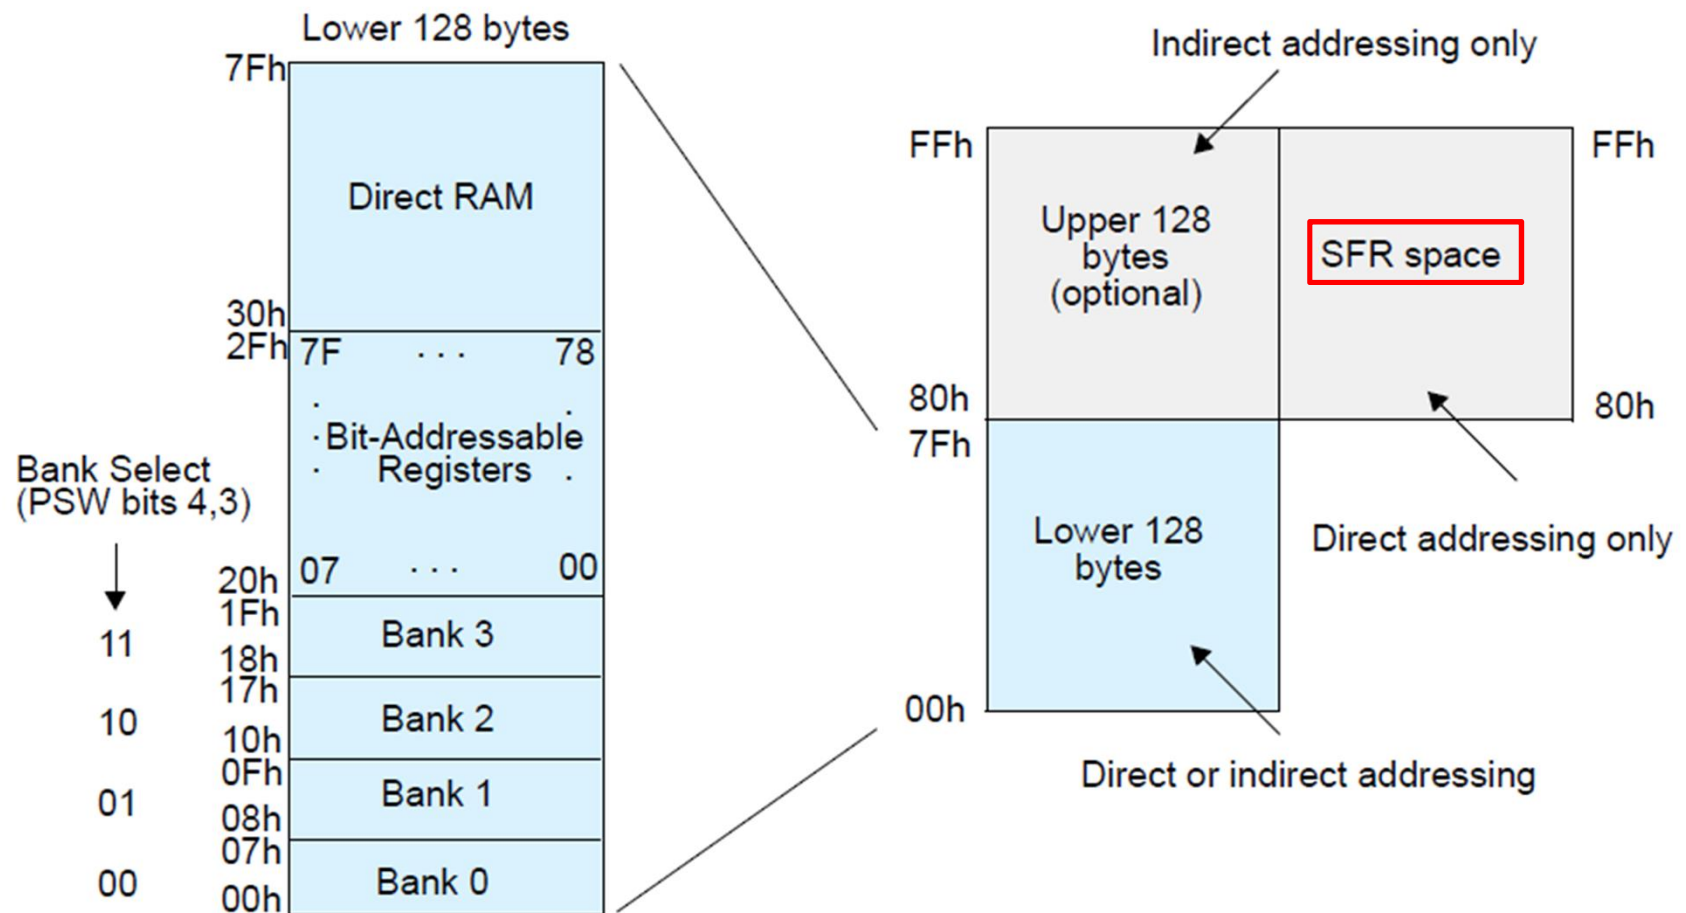 Lower 128 bytes
7Fh
Direct RAM
30h
2Fh
7F ... 78
Bit-Addressable
Registers
Bank Select
(PSW bits 4,3)
07 ... 00
20h
1Fh
11
Bank 3
18h
17h
10
Bank 2
10h
0Fh
01
Bank 1
08h
07h
00
Bank 0
00h
Indirect addressing only
FFh
FFh
Upper 128
bytes
(optional)
SFR space
80h
80h
7Fh
Lower 128
bytes
Direct addressing only
00h
Direct or indirect addressing